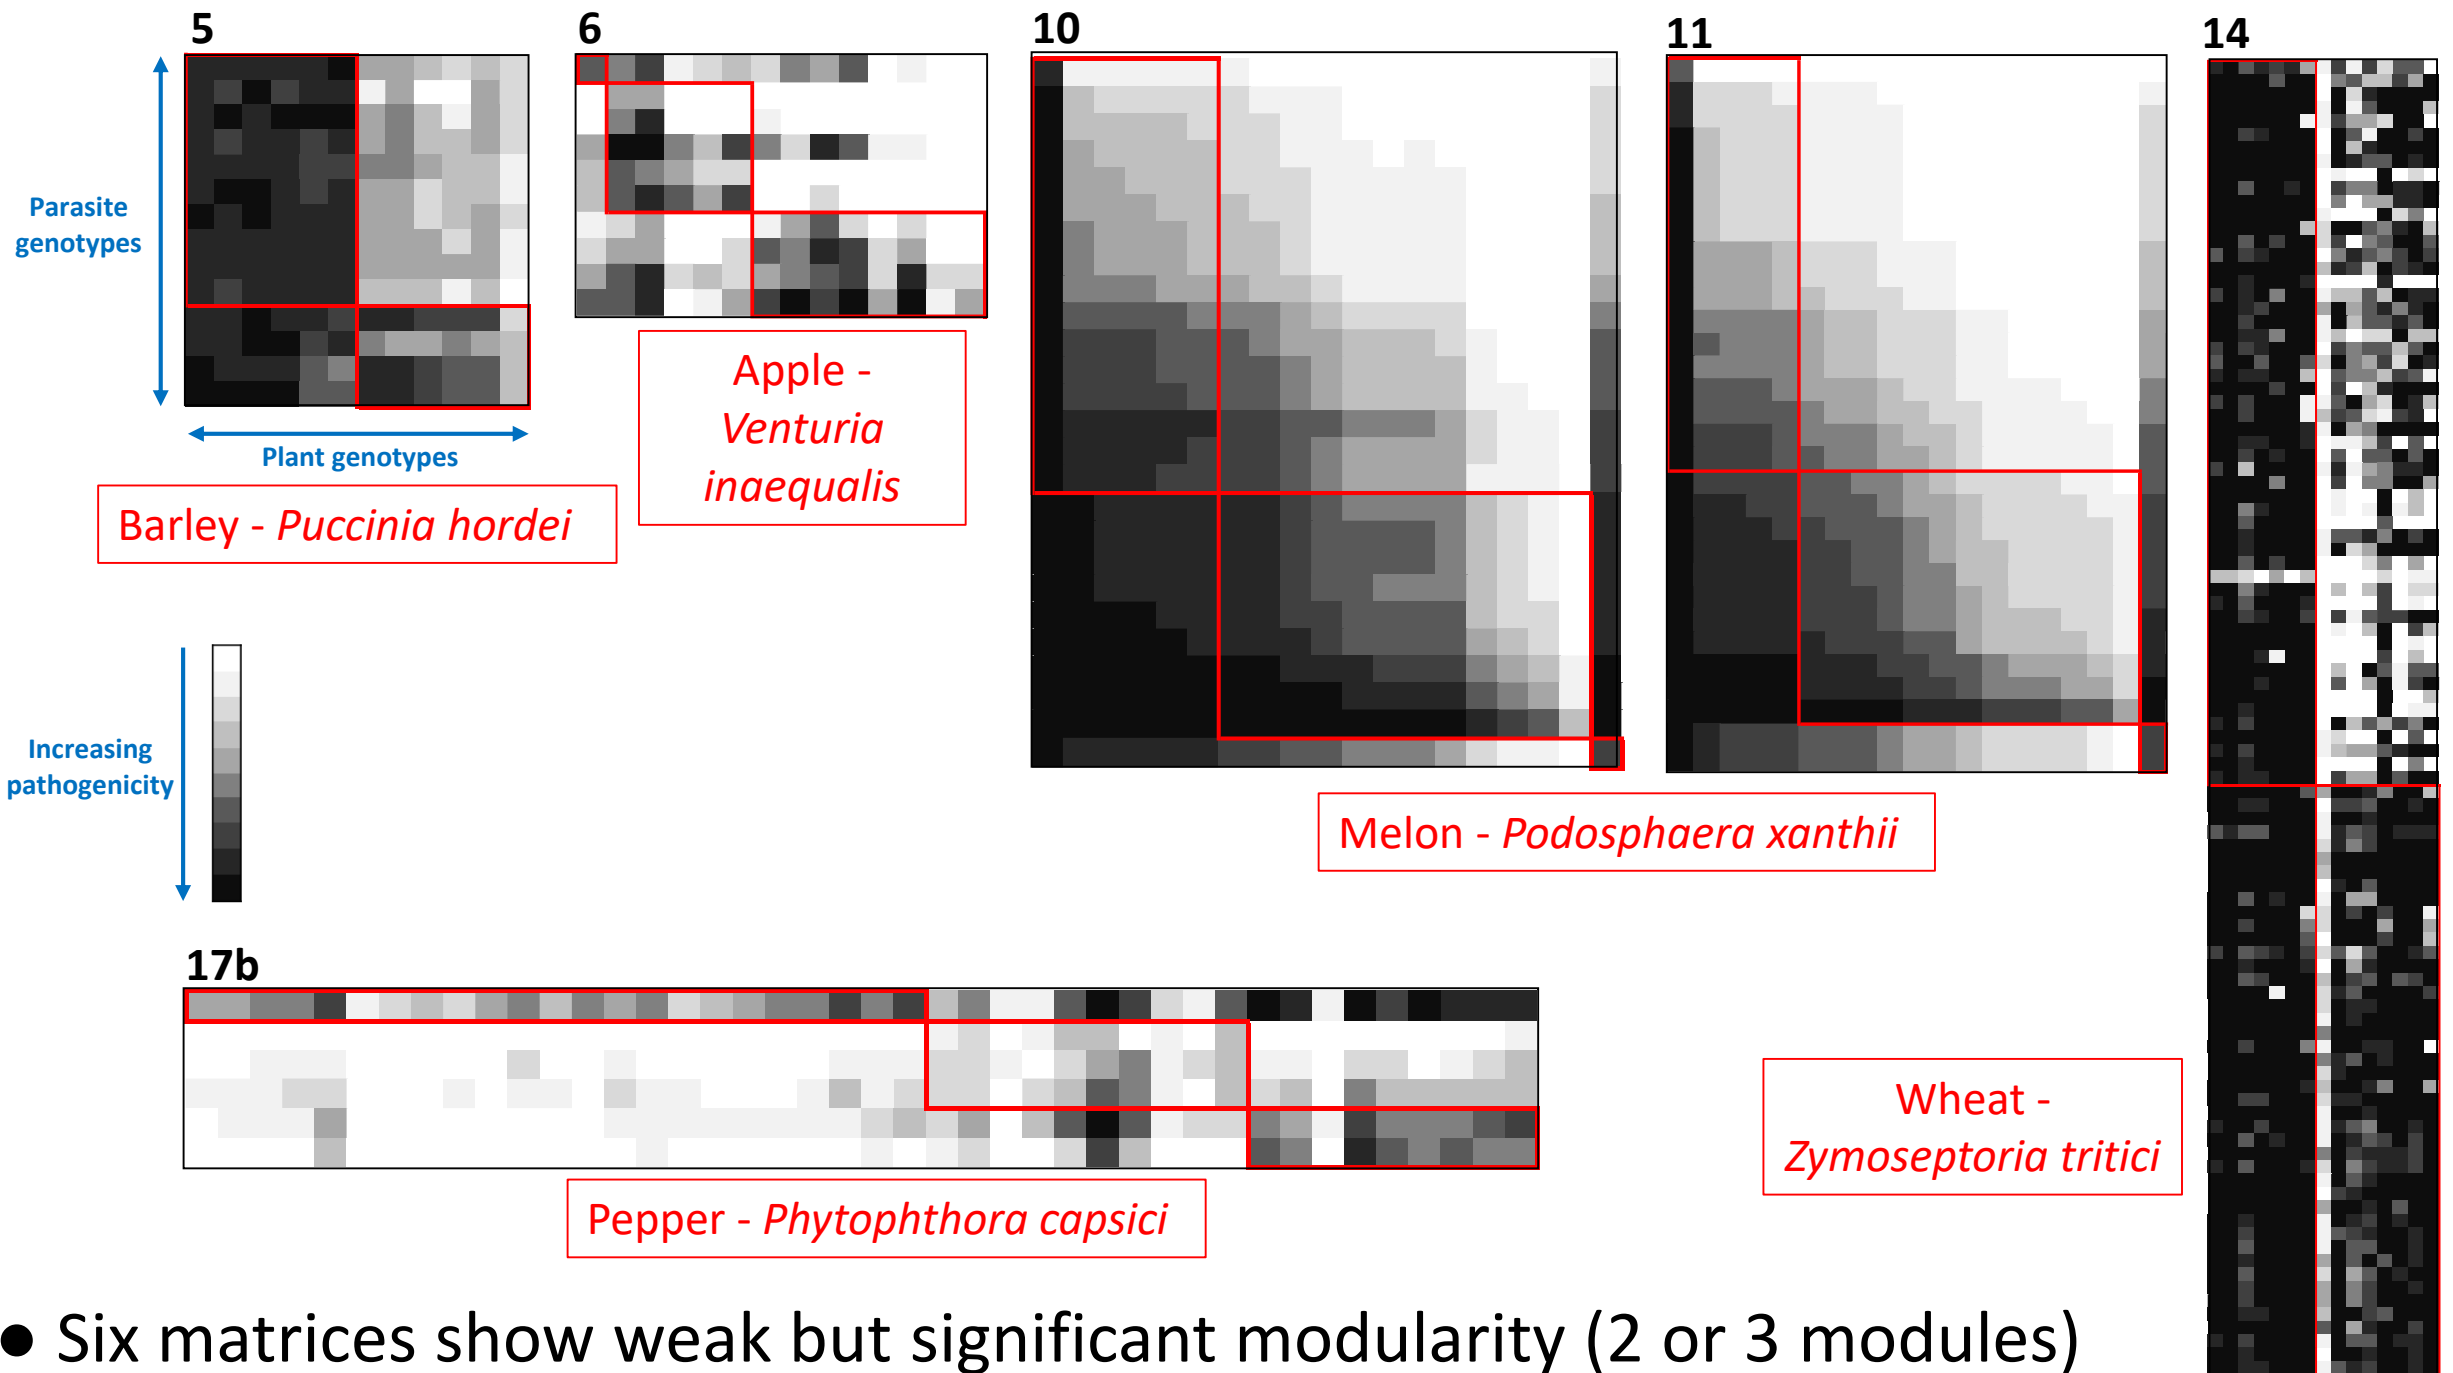 5
6
10
11
14
Parasite
genotypes
Plant genotypes
Barley - Puccinia hordei
Apple -
Venturia
inaequalis
Increasing
pathogenicity
Melon - Podosphaera xanthii
17b
Pepper - Phytophthora capsici
Wheat -
Zymoseptoria tritici
● Six matrices show weak but significant modularity (2 or 3 modules)